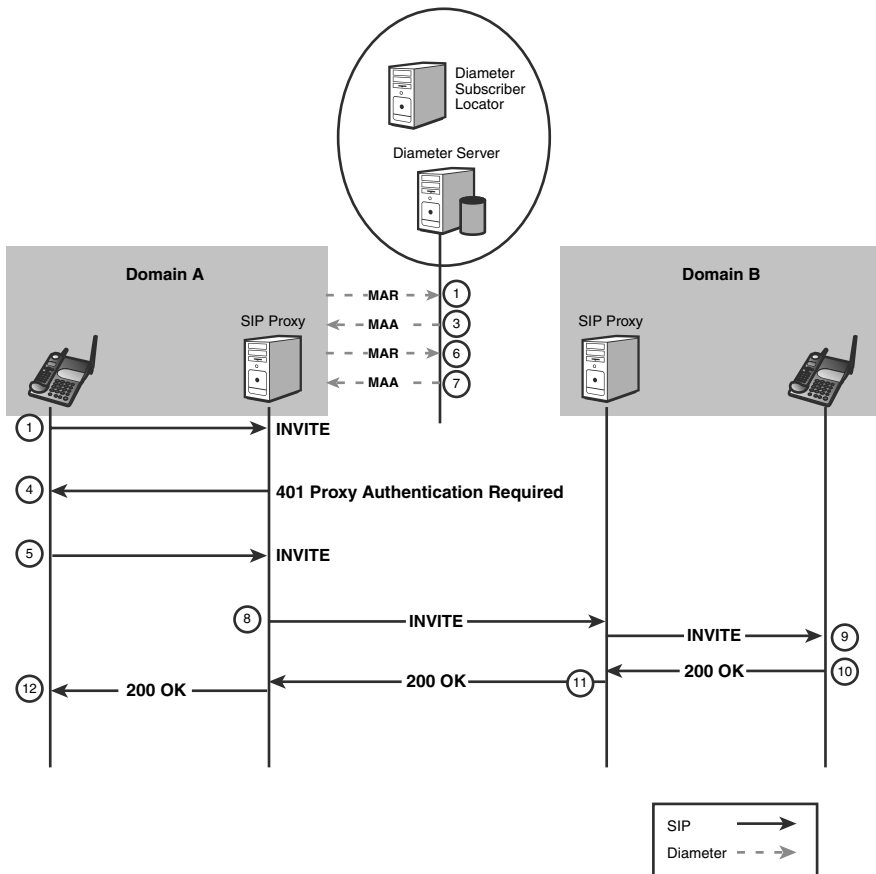 Diameter
Subscriber
Locator
Diameter Server
Domain A
Domain B
MAR 1
SIP Proxy
MAA 3
SIP Proxy
MAR 6
MAA 7
1 INVITE
4 401 Proxy Authentication Required
5 INVITE
8 INVITE
INVITE 9
12 200 OK
200 OK 11
200 OK 10
SIP
Diameter